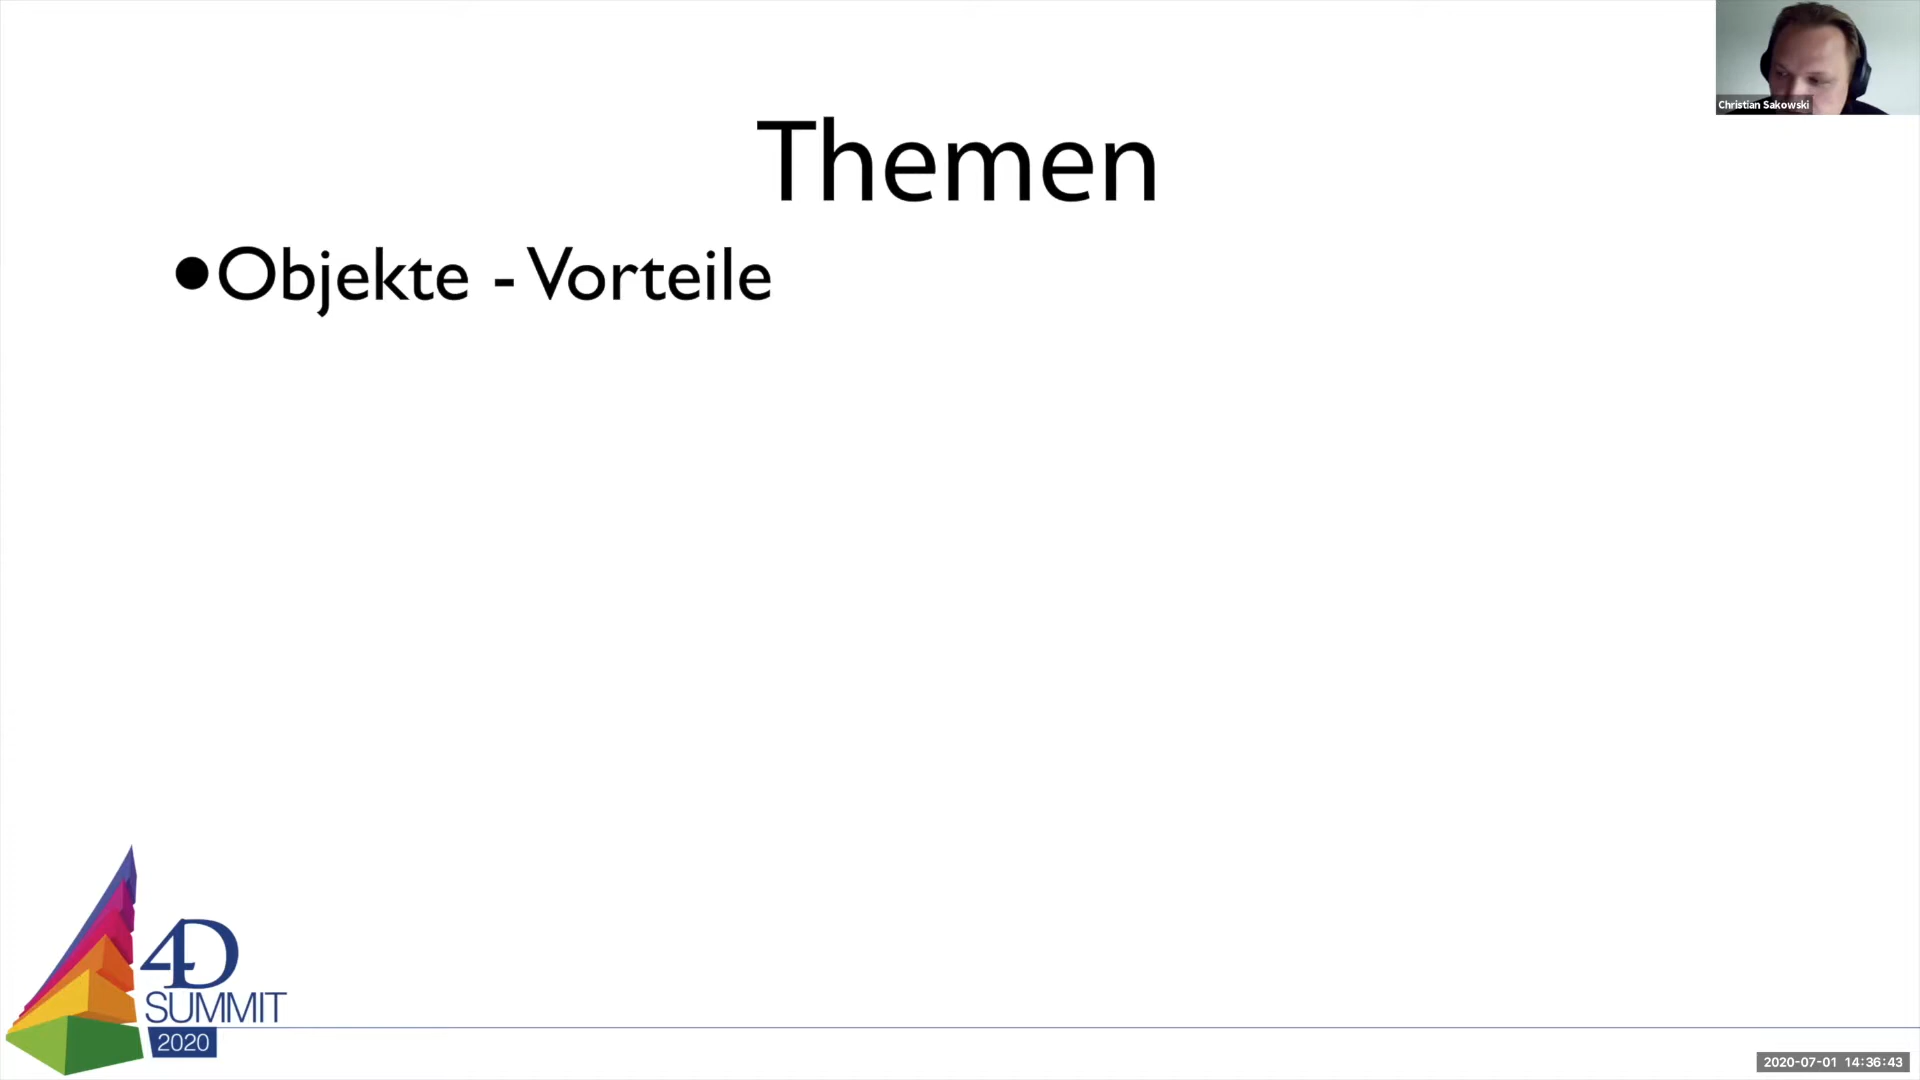 Christian Sakowski
Themen
•Objekte - Vorteile
4D
SUMMIT
2020
2020-07-01 14:36:43